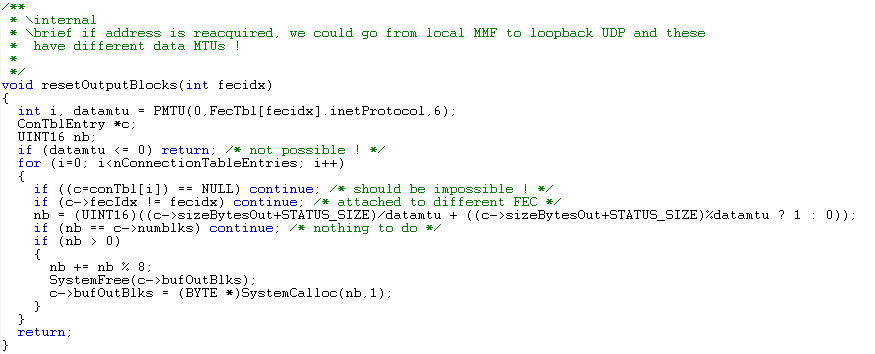 /**
 * \internal
 * \brief if address is reacquired, we could go from local MMF to loopback UDP and these
 *  have different data MTUs !
 *
 */
void resetOutputBlocks(int fecidx)
{
  int i, datamtu = PMTU(0,FecTbl[fecidx].inetProtocol,6);
  ConTblEntry *c;
  UINT16 nb;
  if (datamtu <= 0) return; /* not possible ! */
  for (i=0; i<nConnectionTableEntries; i++)
  {
    if ((c=conTbl[i]) == NULL) continue; /* should be impossible ! */
    if (c->fecIdx != fecidx) continue; /* attached to different FEC */
    nb = (UINT16)((c->sizeBytesOut+STATUS_SIZE)/datamtu + ((c->sizeBytesOut+STATUS_SIZE)%datamtu ? 1 : 0));
    if (nb == c->numblks) continue; /* nothing to do */
    if (nb > 0)
    {
      nb += nb % 8;
      SystemFree(c->bufOutBlks);
      c->bufOutBlks = (BYTE *)SystemCalloc(nb,1);
    }
  }
  return;
}